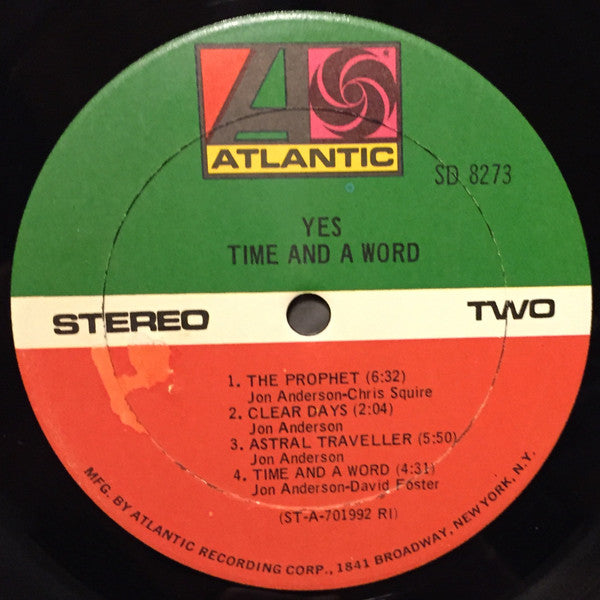 ATLANTIC
SD 8273
YES
TIME AND A WORD
STEREO
TWO
1. THE PROPHET (6:32)
Jon Anderson-Chris Squire
2. CLEAR DAYS (2:04)
Jon Anderson
3. ASTRAL TRAVELLER (5:50)
Jon Anderson
4. TIME AND A WORD (4:31)
Jon Anderson-David Foster
(ST-A-701992 RI)
MFG. BY ATLANTIC RECORDING CORP., 1841 BROADWAY, NEW YORK, N.Y.